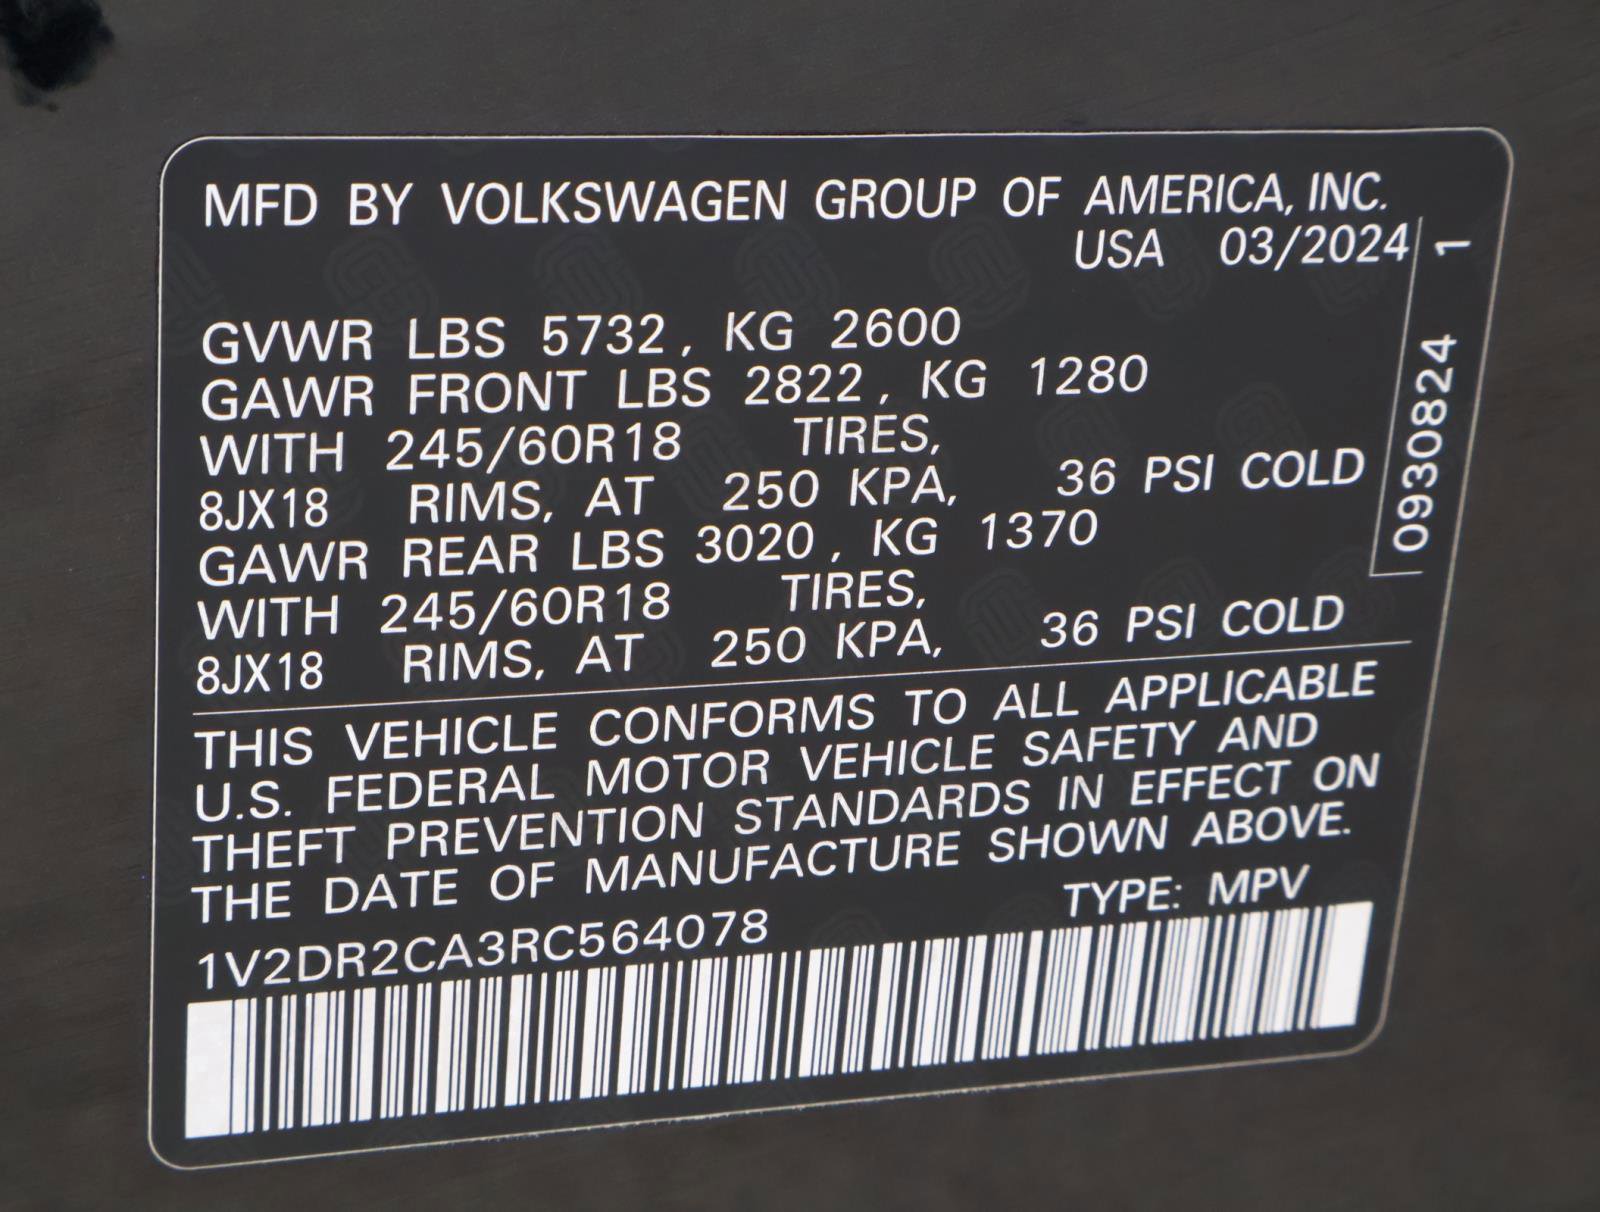 MFD BY VOLKSWAGEN GROUP OF AMERICA, INC.
USA 03/2024
GVWR LBS 5732, KG 2600
GAWR FRONT LBS 2822, KG 1280
WITH 245/60R18 TIRES,
8JX18 RIMS, AT 250 KPA, 36 PSI COLD
GAWR REAR LBS 3020, KG 1370
WITH 245/60R18 TIRES,
8JX18 RIMS, AT 250 KPA, 36 PSI COLD
0930824 1
THIS VEHICLE CONFORMS TO ALL APPLICABLE
U.S. FEDERAL MOTOR VEHICLE SAFETY AND
THEFT PREVENTION STANDARDS IN EFFECT ON
THE DATE OF MANUFACTURE SHOWN ABOVE.
TYPE: MPV
1V2DR2CA3RC564078